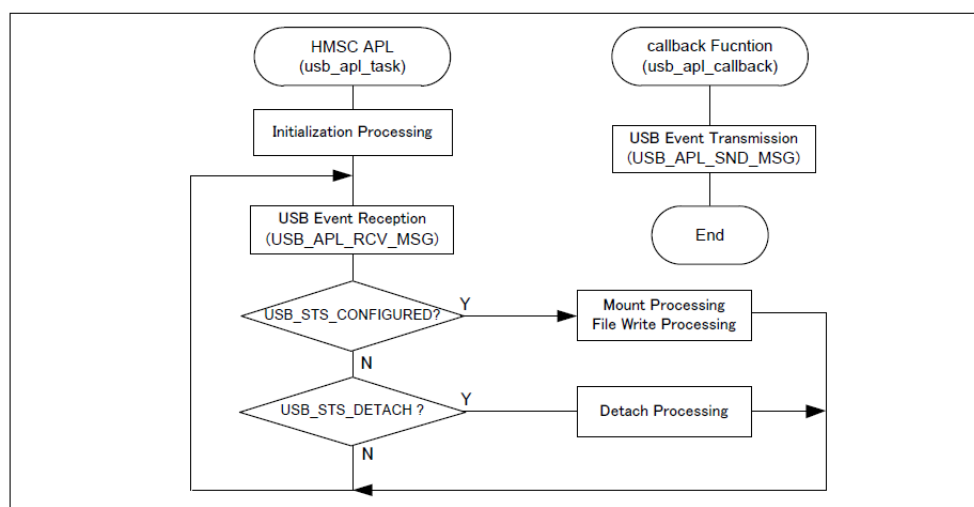 HMSC APL
(usb_apl_task)
Initialization Processing
USB Event Reception
(USB_APL_RCV_MSG)
USB_STS_CONFIGURED?
Y
Mount Processing
File Write Processing
N
USB_STS_DETACH ?
Y
Detach Processing
N
callback Fucntion
(usb_apl_callback)
USB Event Transmission
(USB_APL_SND_MSG)
End